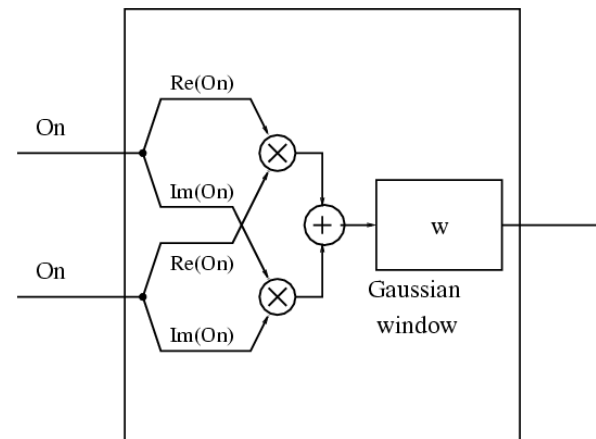 Re(On)
On
Im(On)
w
Re(On)
On
Gaussian
window
Im(On)